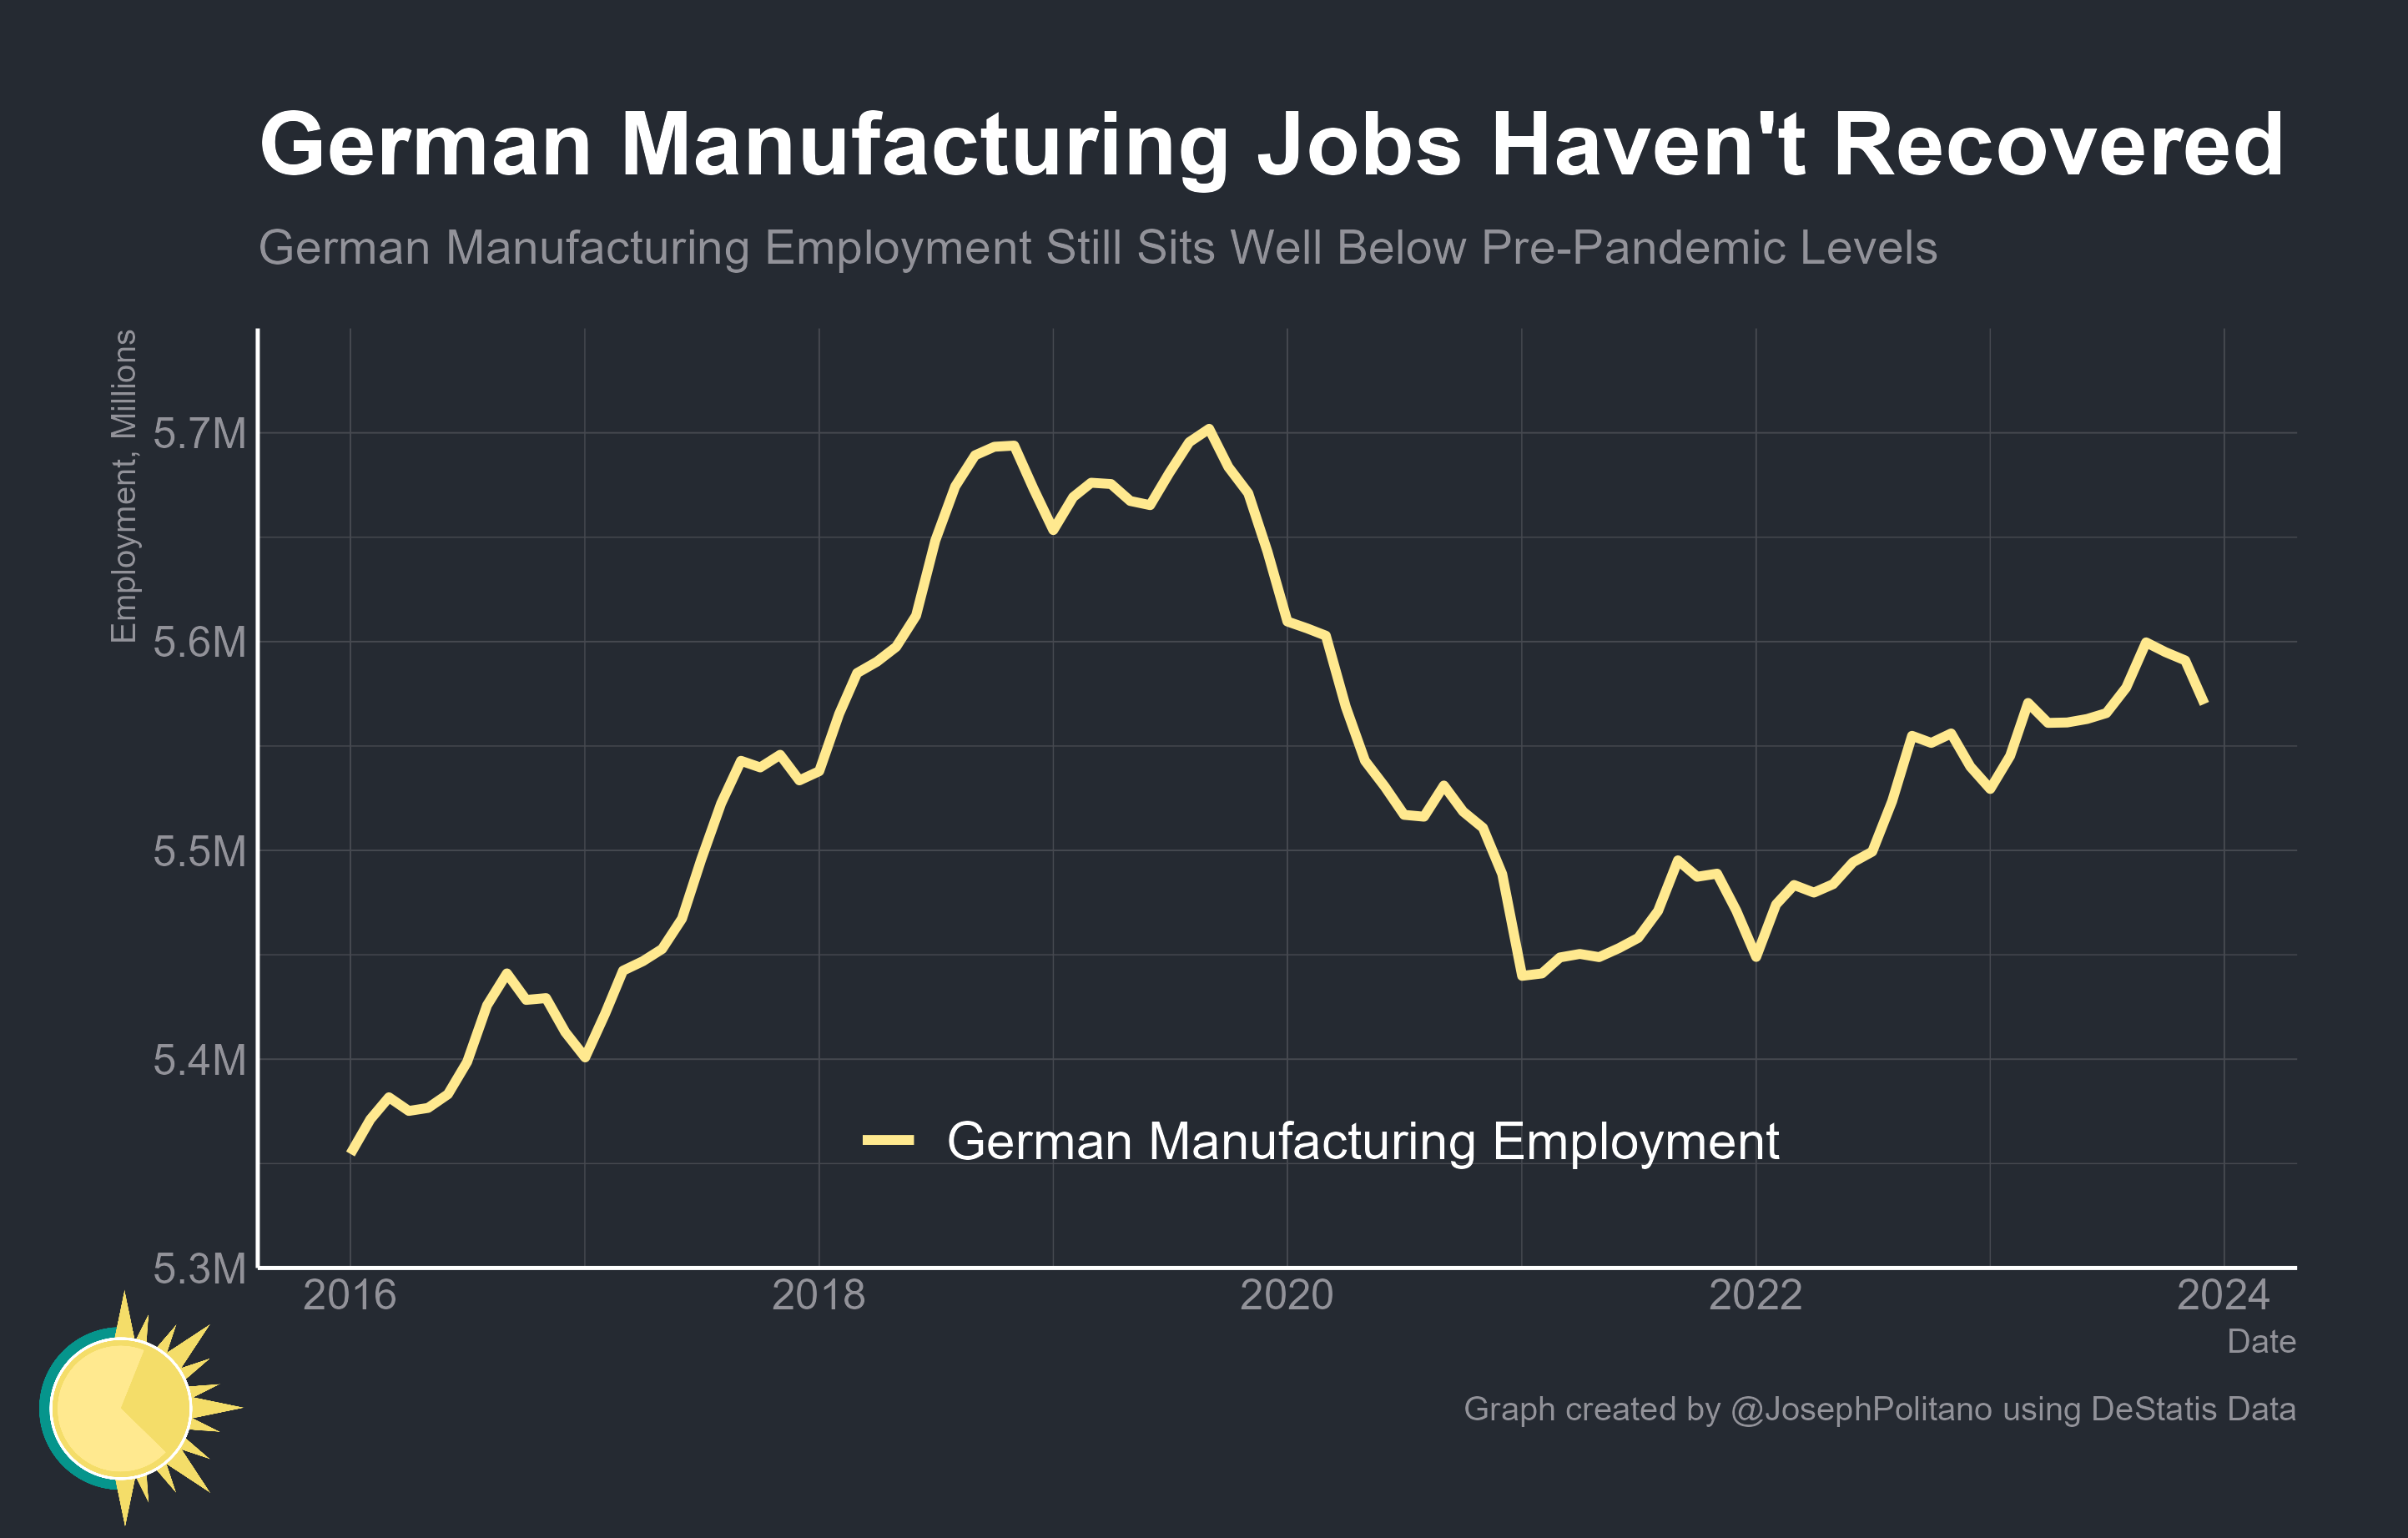 German Manufacturing Jobs Haven't Recovered
German Manufacturing Employment Still Sits Well Below Pre-Pandemic Levels
Employment, Millions
5.7M
5.6M
5.5M
5.4M
5.3M
German Manufacturing Employment
2016 2018 2020 2022 2024
Date
Graph created by @JosephPolitano using DeStatis Data